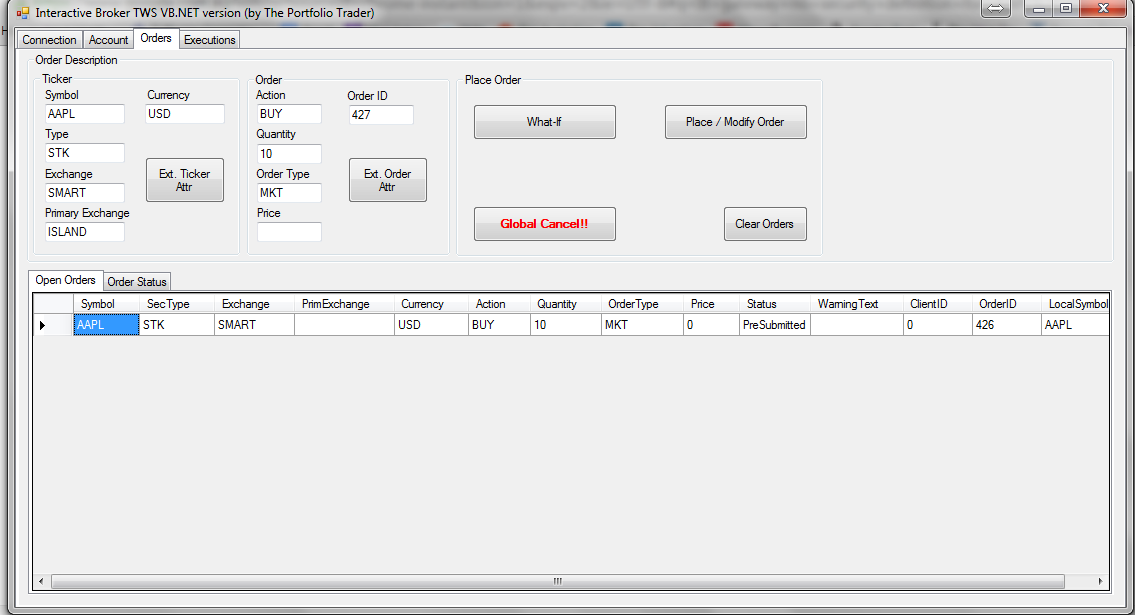 Interactive Broker TWS VB.NET version (by The Portfolio Trader)
Connection Account Orders Executions
Order Description
Ticker Order Place Order
Symbol Currency Action Order ID
AAPL USD BUY 427 What-If Place / Modify Order
Type Quantity
STK 10
Exchange Ext. Ticker Attr Order Type Ext. Order Attr
SMART MKT
Primary Exchange Price
ISLAND Global Cancel!! Clear Orders
Open Orders Order Status
Symbol SecType Exchange PrimExchange Currency Action Quantity OrderType Price Status WarningText ClientID OrderID LocalSymbol
AAPL STK SMART USD BUY 10 MKT 0 PreSubmitted 0 426 AAPL